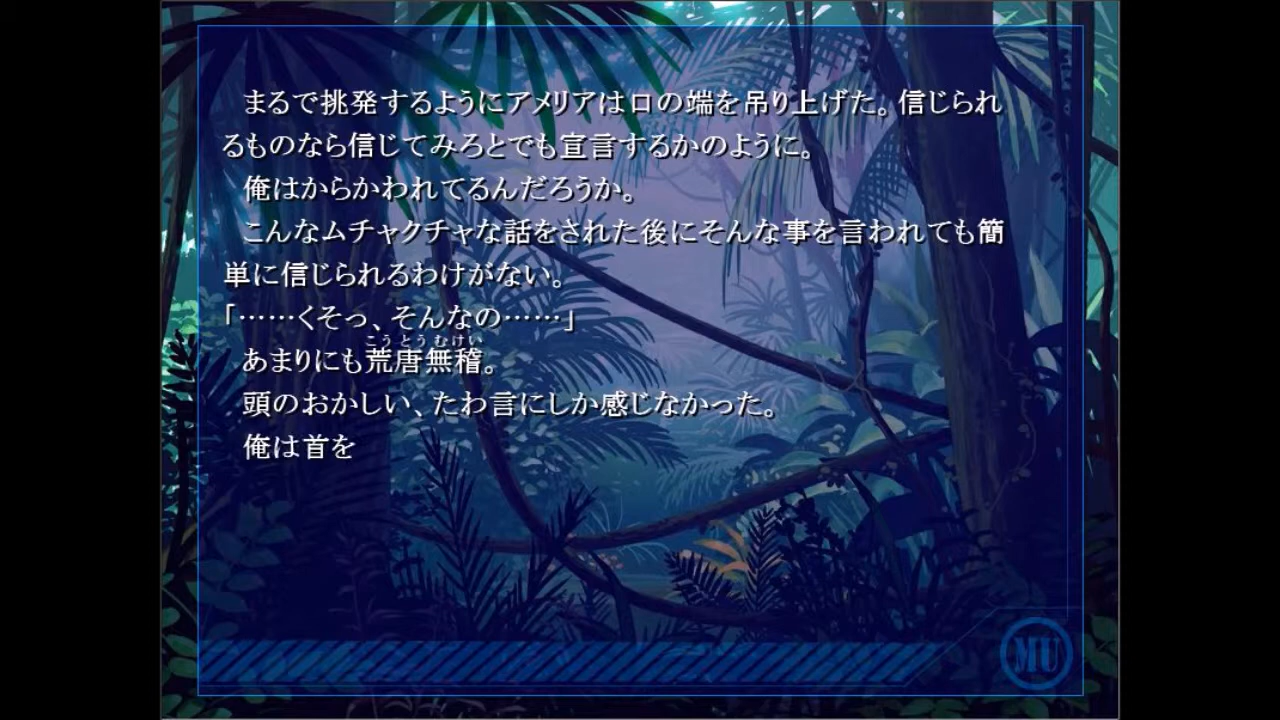 まるで挑発するようにアメリアは口の端を吊り上げた。信じられ
るものなら信じてみろとでも宣言するかのように。
俺はからかわれてるんだろうか。
こんなムチャクチャな話をされた後にそんな事を言われても簡
単に信じられるわけがない。
「……くそっ、そんなの……」
こうとうむけい
あまりにも荒唐無稽。
頭のおかしい、たわ言にしか感じなかった。
俺は首を
MU